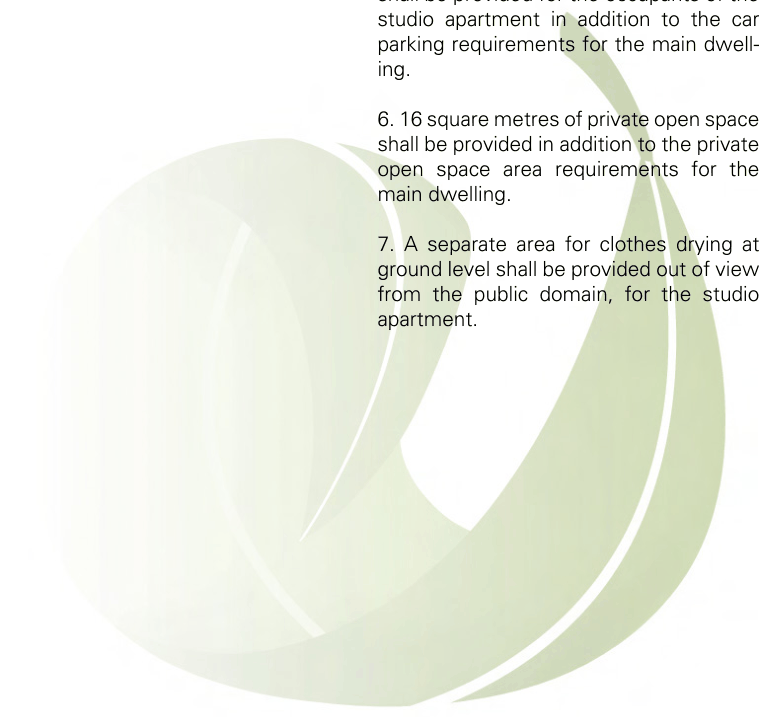 studio apartment in addition to the car
parking requirements for the main dwell-
ing.
6. 16 square metres of private open space
shall be provided in addition to the private
open space area requirements for the
main dwelling.
7. A separate area for clothes drying at
ground level shall be provided out of view
from the public domain, for the studio
apartment.